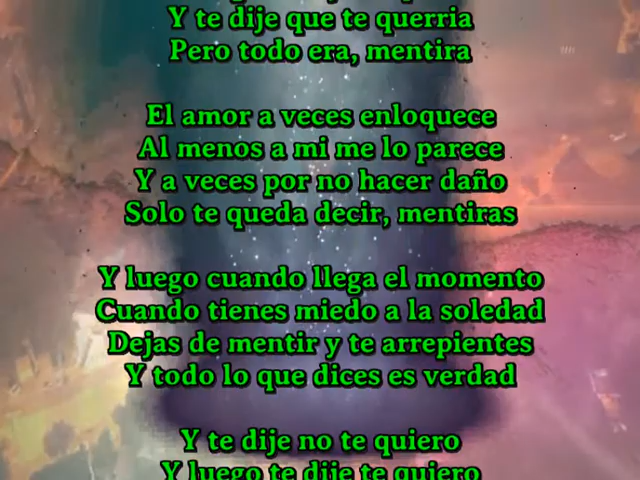 Y te dije que te querria
Pero todo era, mentira
El amor a veces enloquece
Al menos a mi me lo parece
Y a veces por no hacer daño
Solo te queda decir, mentiras
Y luego cuando llega el momento
Cuando tienes miedo a la soledad
Dejas de mentir y te arrepientes
Y todo lo que dices es verdad
Y te dije no te quiero
Y luego te dije te quiero